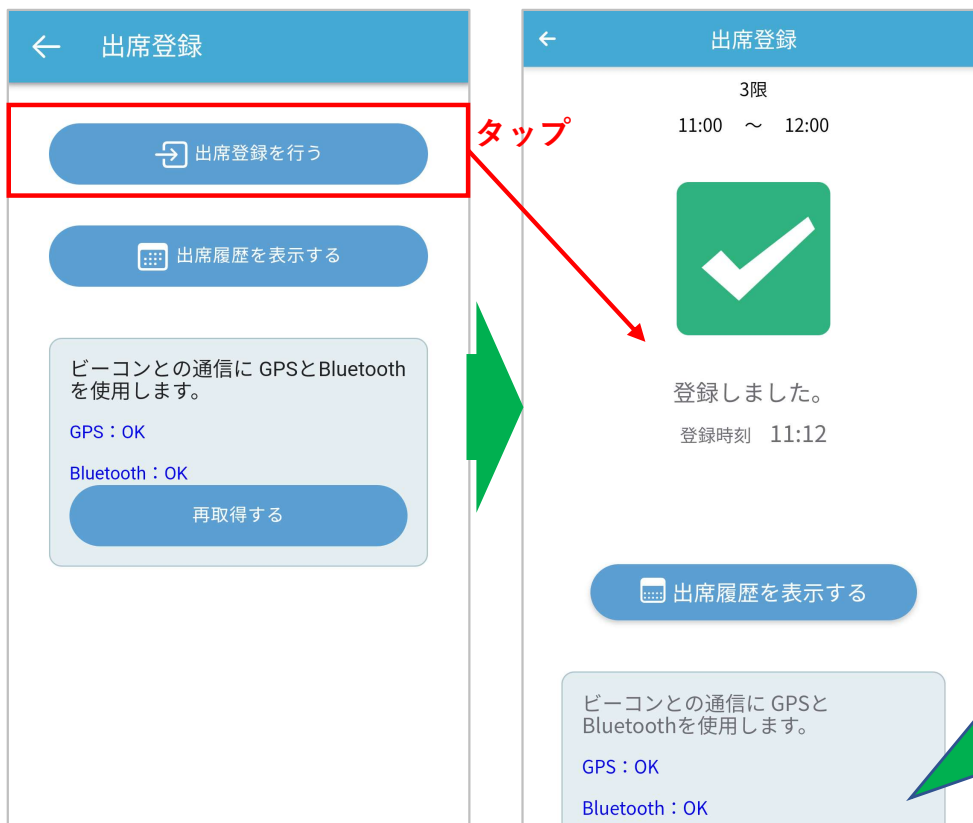 出席登録
出席登録を行う
出席履歴を表示する
ビーコンとの通信に GPSとBluetooth
を使用します。
GPS：OK
Bluetooth：OK
再取得する
タップ
出席登録
3限
11:00 ～ 12:00
登録しました。
登録時刻 11:12
出席履歴を表示する
ビーコンとの通信に GPSと
Bluetoothを使用します。
GPS：OK
Bluetooth：OK